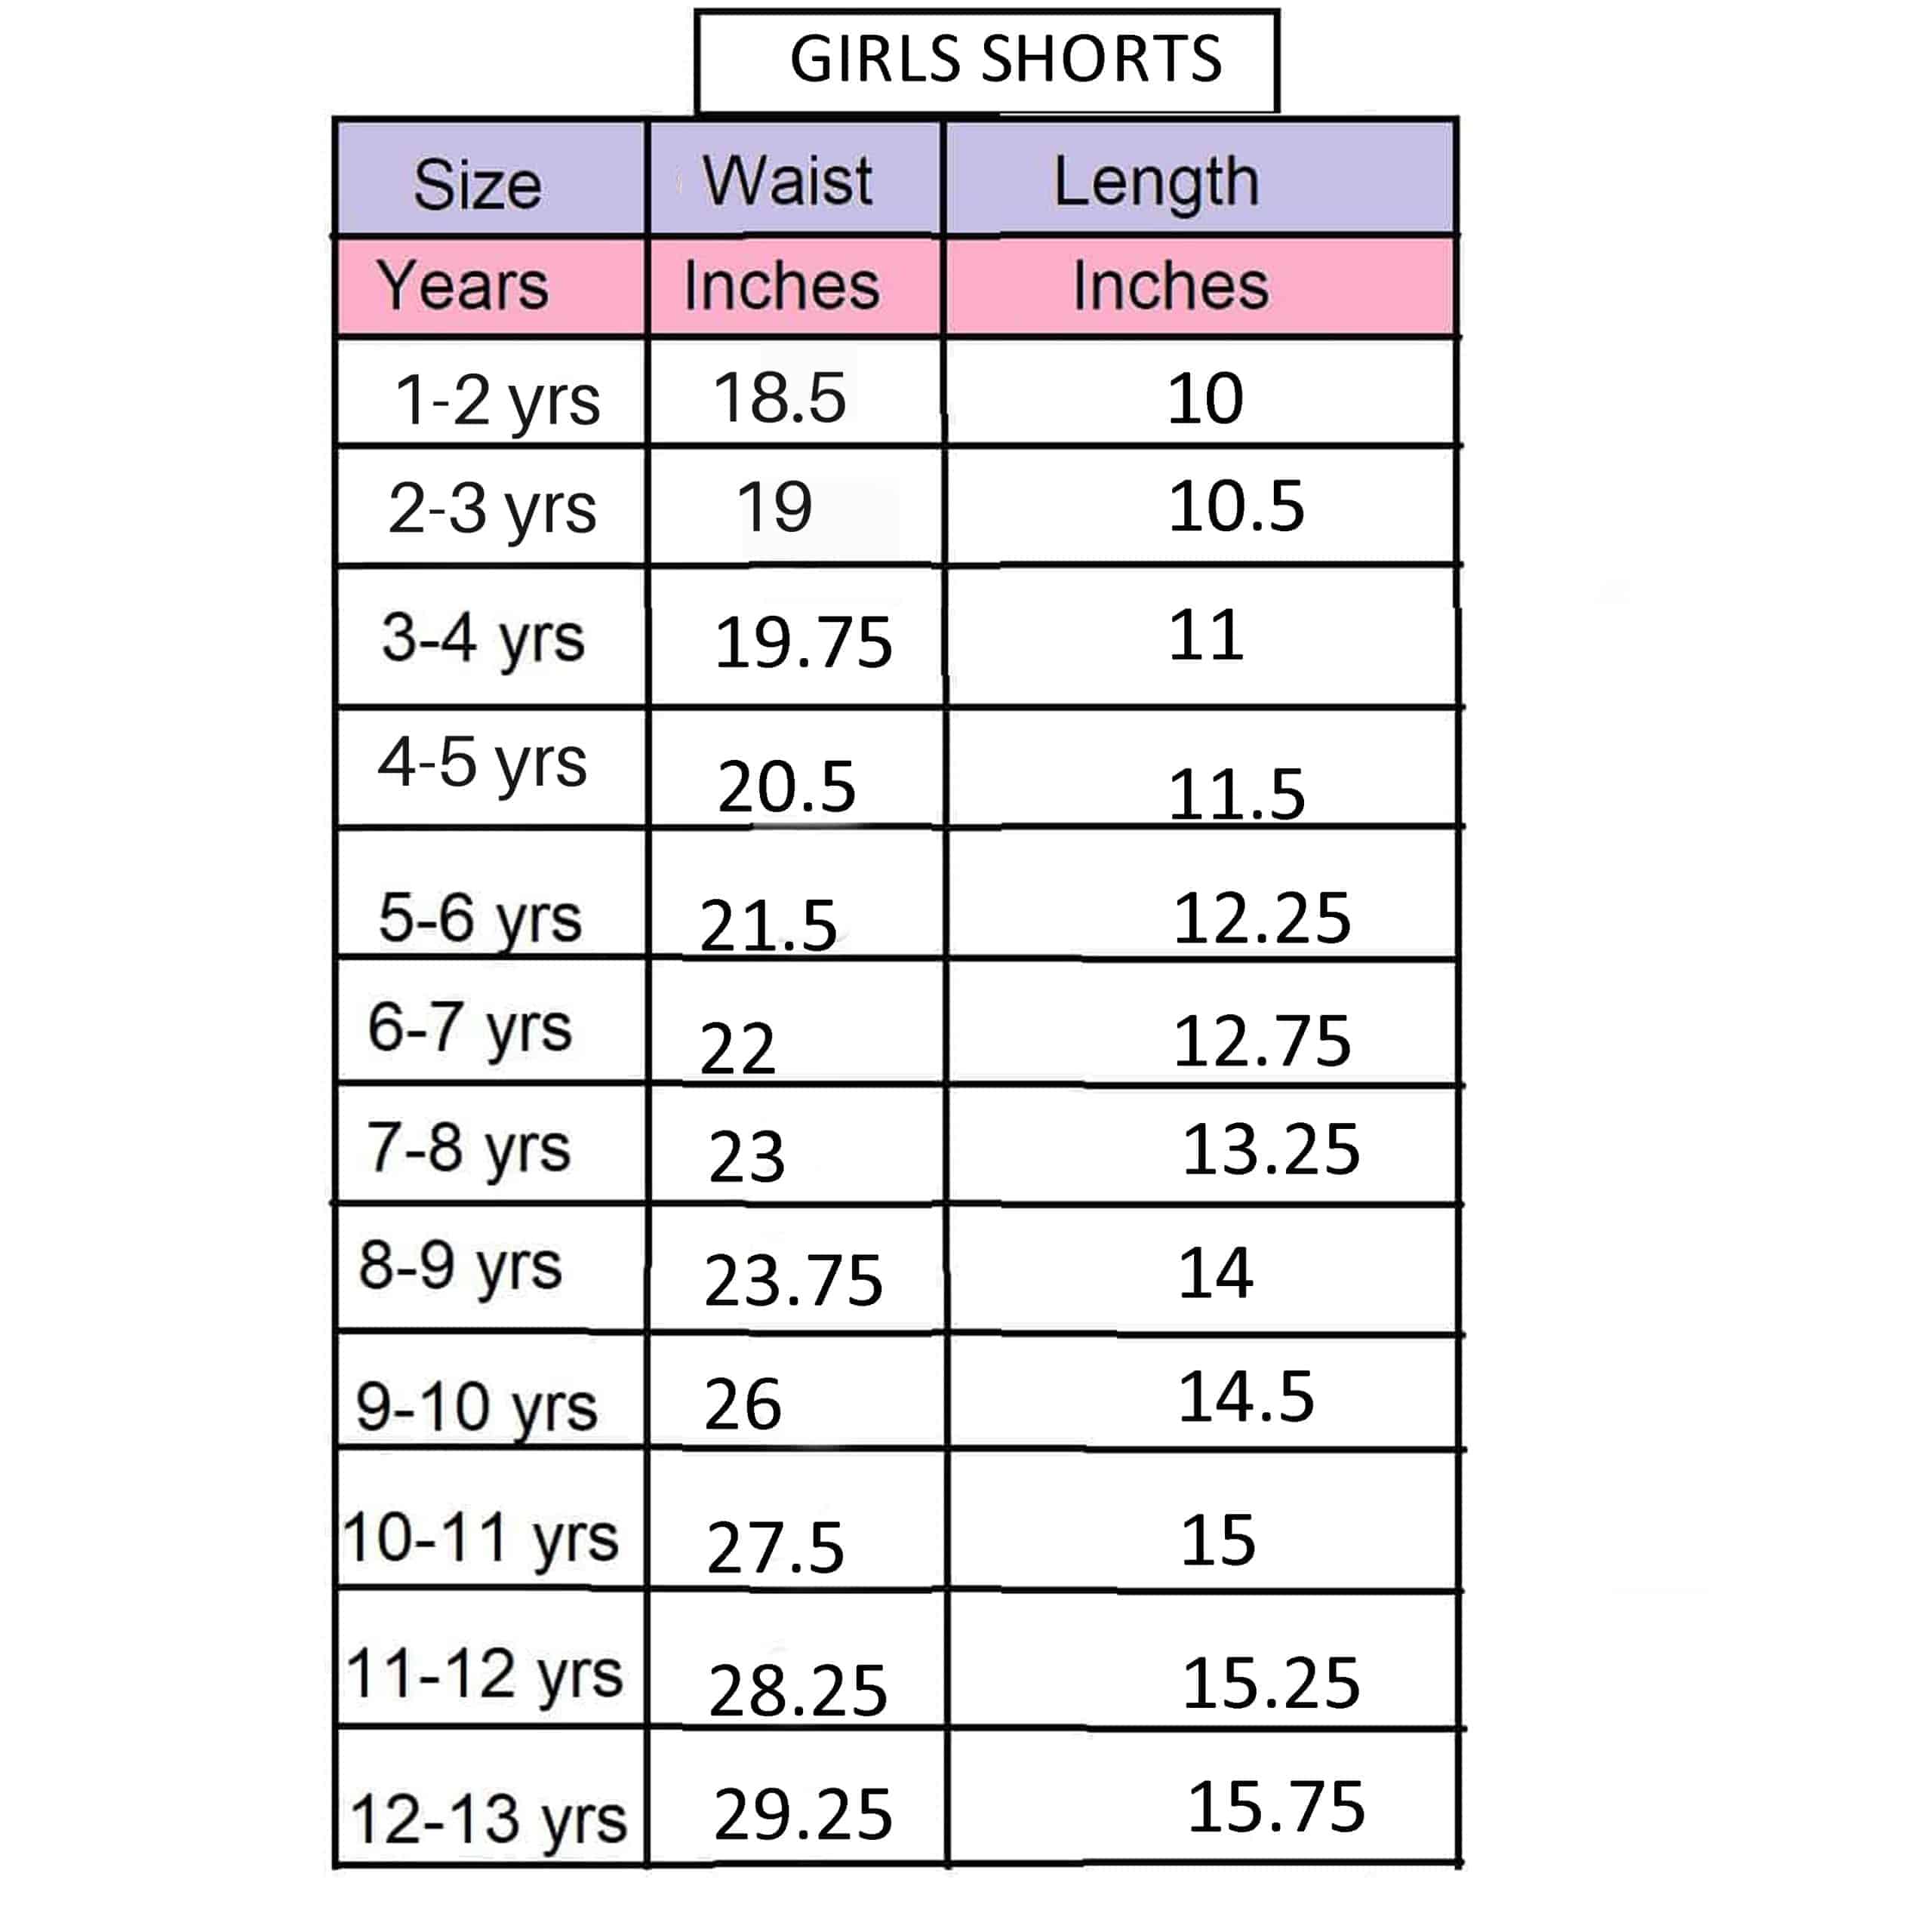 GIRLS SHORTS
Size Waist Length
Years Inches Inches
1-2 yrs 18.5 10
2-3 yrs 19 10.5
3-4 yrs 19.75 11
4-5 yrs 20.5 11.5
5-6 yrs 21.5 12.25
6-7 yrs 22 12.75
7-8 yrs 23 13.25
8-9 yrs 23.75 14
9-10 yrs 26 14.5
10-11 yrs 27.5 15
11-12 yrs 28.25 15.25
12-13 yrs 29.25 15.75